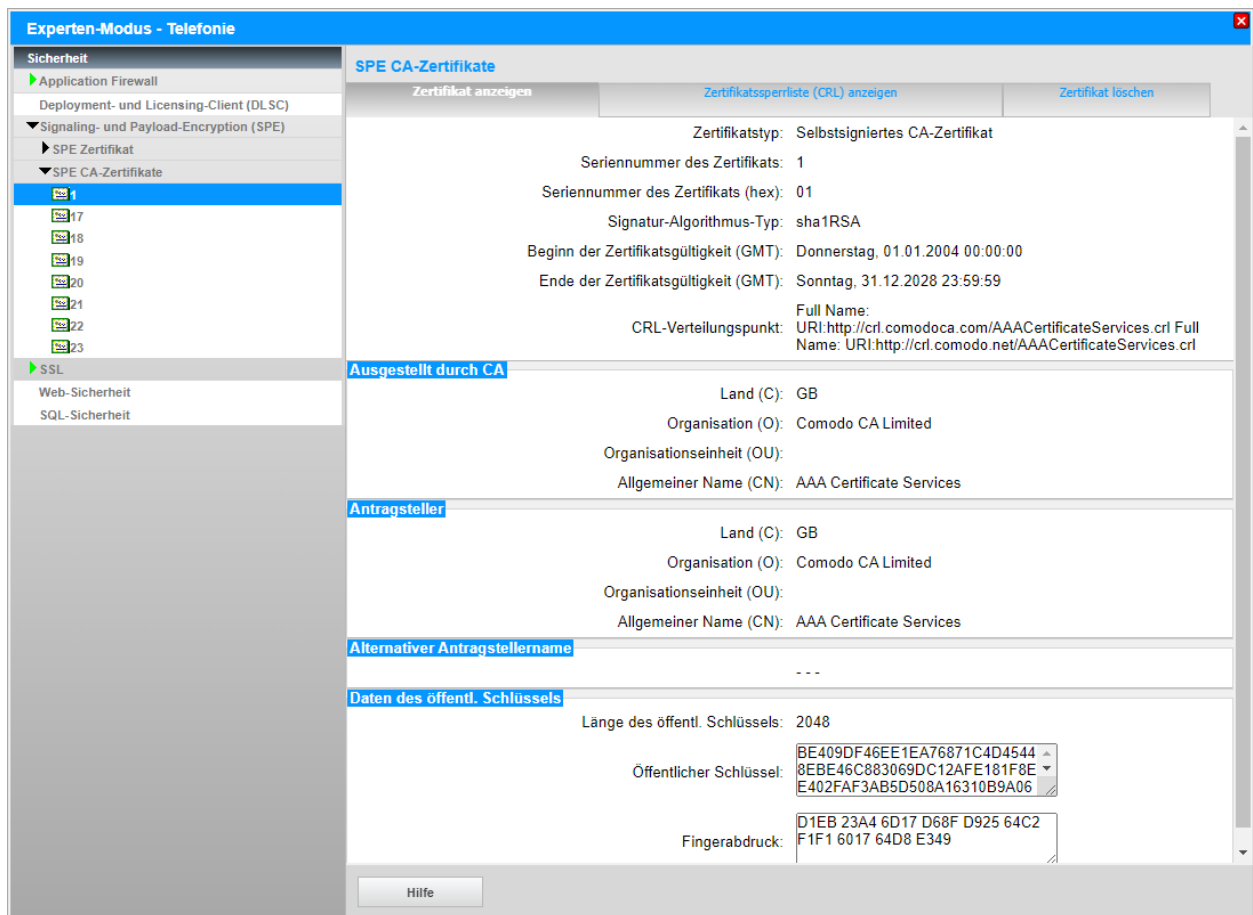 Experten-Modus - Telefonie
Sicherheit
Application Firewall
Deployment- und Licensing-Client (DLSC)
Signaling- und Payload-Encryption (SPE)
SPE Zertifikat
SPE CA-Zertifikate
1
17
18
19
20
21
22
23
SSL
Web-Sicherheit
SQL-Sicherheit
SPE CA-Zertifikate
Zertifikat anzeigen
Zertifikatssperrliste (CRL) anzeigen
Zertifikat löschen
Zertifikatstyp: Selbstsigniertes CA-Zertifikat
Seriennummer des Zertifikats: 1
Seriennummer des Zertifikats (hex): 01
Signatur-Algorithmus-Typ: sha1RSA
Beginn der Zertifikatsgültigkeit (GMT): Donnerstag, 01.01.2004 00:00:00
Ende der Zertifikatsgültigkeit (GMT): Sonntag, 31.12.2028 23:59:59
CRL-Verteilungspunkt: Full Name:
URI:http://crl.comodoca.com/AAACertificateServices.crl Full
Name: URI:http://crl.comodo.net/AAACertificateServices.crl
Ausgestellt durch CA
Land (C): GB
Organisation (O): Comodo CA Limited
Organisationseinheit (OU):
Allgemeiner Name (CN): AAA Certificate Services
Antragsteller
Land (C): GB
Organisation (O): Comodo CA Limited
Organisationseinheit (OU):
Allgemeiner Name (CN): AAA Certificate Services
Alternativer Antragstellername
- - -
Daten des öffentl. Schlüssels
Länge des öffentl. Schlüssels: 2048
Öffentlicher Schlüssel: BE409DF46EE1EA76871C4D4544
8EBE46C883069DC12AFE181F8E
E402FAF3AB5D508A16310B9A06
Fingerabdruck: D1EB 23A4 6D17 D68F D925 64C2
F1F1 6017 64D8 E349
Hilfe